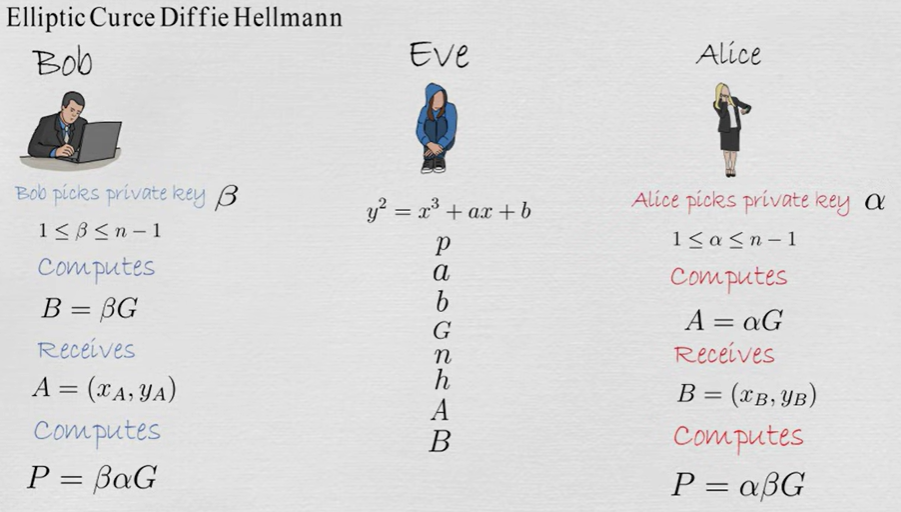 Elliptic Curce Diffie Hellmann
Bob
Bob picks private key β
1 ≤ β ≤ n − 1
Computes
B = βG
Receives
A = (x_A, y_A)
Computes
P = βαG
Eve
y² = x³ + ax + b
p
a
b
G
n
h
A
B
Alice
Alice picks private key α
1 ≤ α ≤ n − 1
Computes
A = αG
Receives
B = (x_B, y_B)
Computes
P = αβG